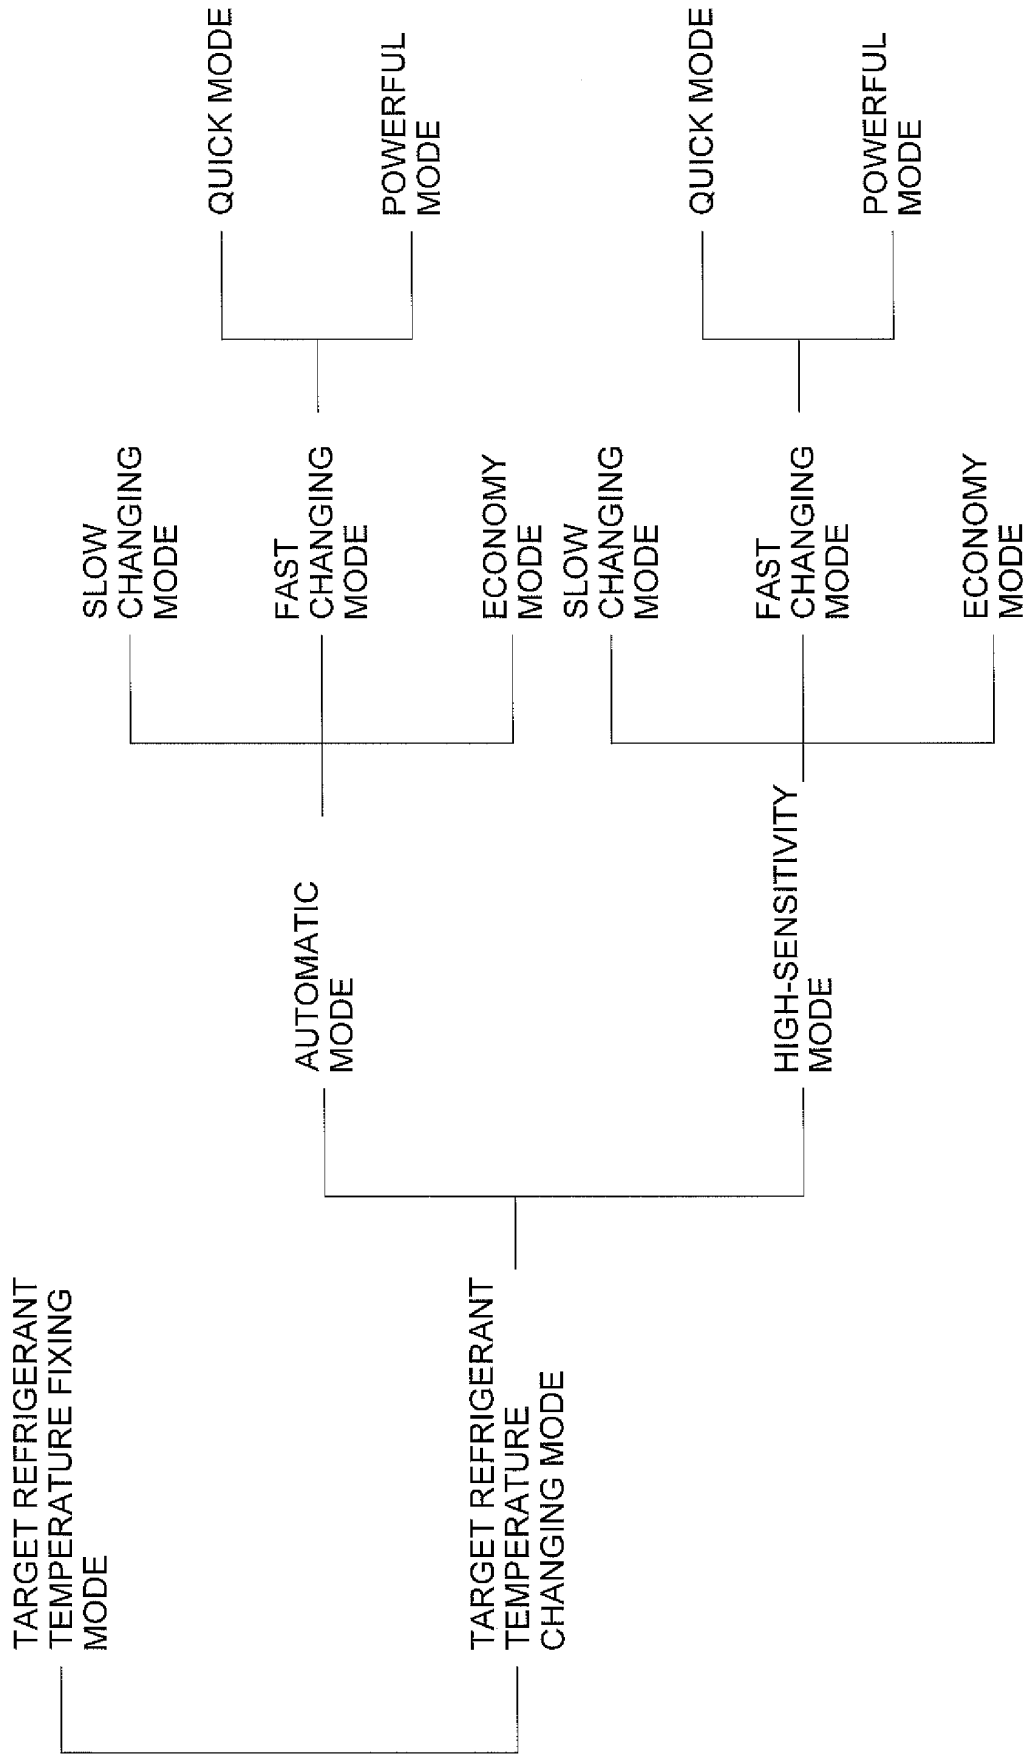 TARGET REFRIGERANT
TEMPERATURE FIXING
MODE
TARGET REFRIGERANT
TEMPERATURE
CHANGING MODE
AUTOMATIC
MODE
HIGH-SENSITIVITY
MODE
SLOW
CHANGING
MODE
FAST
CHANGING
MODE
ECONOMY
MODE
SLOW
CHANGING
MODE
FAST
CHANGING
MODE
ECONOMY
MODE
QUICK MODE
POWERFUL
MODE
QUICK MODE
POWERFUL
MODE